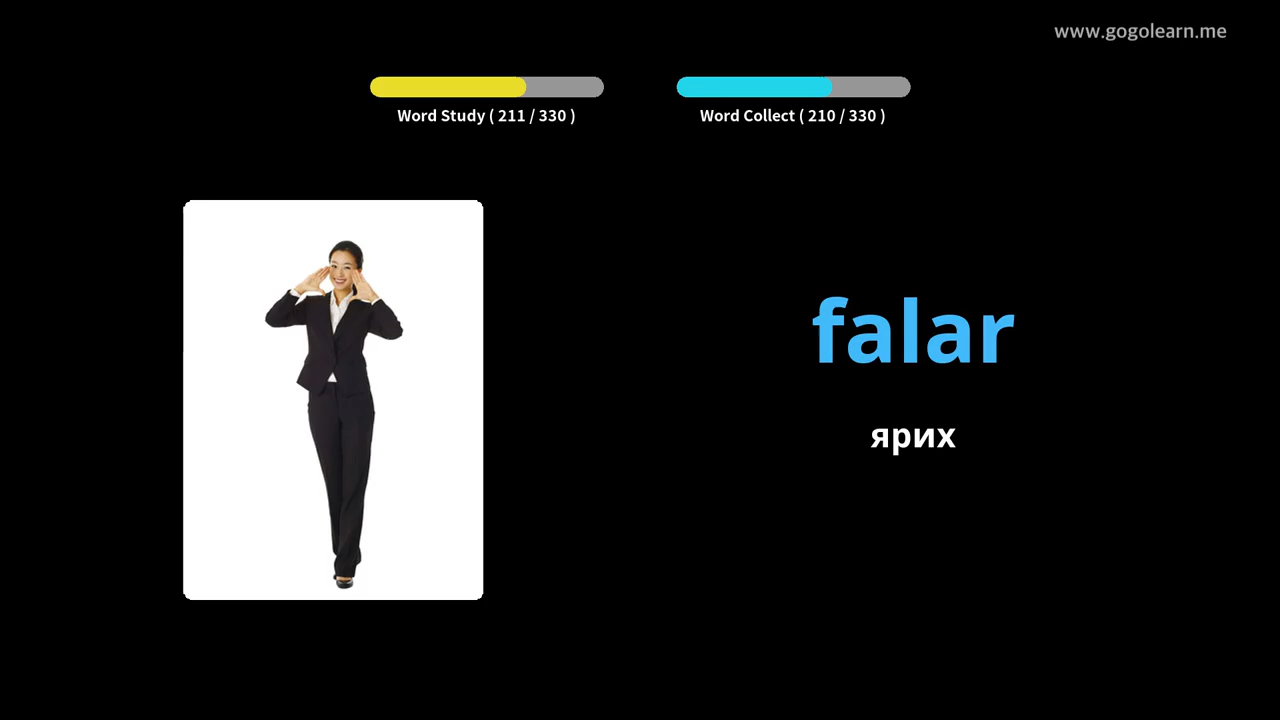 www.gogolearn.me
Word Study ( 211 / 330 )
Word Collect ( 210 / 330 )
falar
ярих